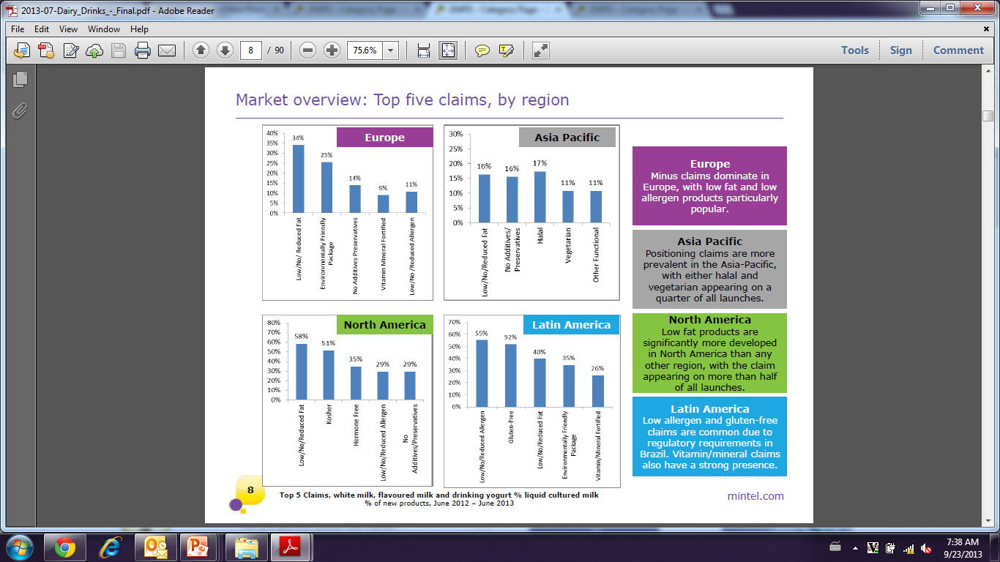 2013-07-Dairy_Drinks_-_Final.pdf - Adobe Reader
File Edit View Window Help
8 / 90
75.6%
Tools Sign Comment
Market overview: Top five claims, by region
Europe
40%
35%
30%
25%
20%
15%
10%
5%
0%
34%
25%
14%
9%
11%
Low/No/ Reduced Fat
Environmentally Friendly
Package
No Additives Preservatives
Vitamin Mineral Fortified
Low/No /Reduced Allergen
Asia Pacific
30%
25%
20%
15%
10%
5%
0%
16%
16%
17%
11%
11%
Low/No/Reduced Fat
No Additives/
Preservatives
Halal
Vegetarian
Other Functional
North America
80%
70%
60%
50%
40%
30%
20%
10%
0%
58%
51%
35%
29%
29%
Low/No/Reduced Fat
Kosher
Hormone Free
Low/No/Reduced Allergen
No
Additives/Preservatives
Latin America
70%
60%
50%
40%
30%
20%
10%
0%
55%
52%
40%
35%
26%
Low/No/Reduced Allergen
Gluten-Free
Low/No/Reduced Fat
Environmentally Friendly
Package
Vitamin/Mineral Fortified
Europe
Minus claims dominate in
Europe, with low fat and low
allergen products particularly
popular.
Asia Pacific
Positioning claims are more
prevalent in the Asia-Pacific,
with either halal and
vegetarian appearing on a
quarter of all launches.
North America
Low fat products are
significantly more developed
in North America than any
other region, with the claim
appearing on more than half
of all launches.
Latin America
Low allergen and gluten-free
claims are common due to
regulatory requirements in
Brazil. Vitamin/mineral claims
also have a strong presence.
8
Top 5 Claims, white milk, flavoured milk and drinking yogurt % liquid cultured milk
% of new products, June 2012 – June 2013
mintel.com
7:38 AM
9/23/2013